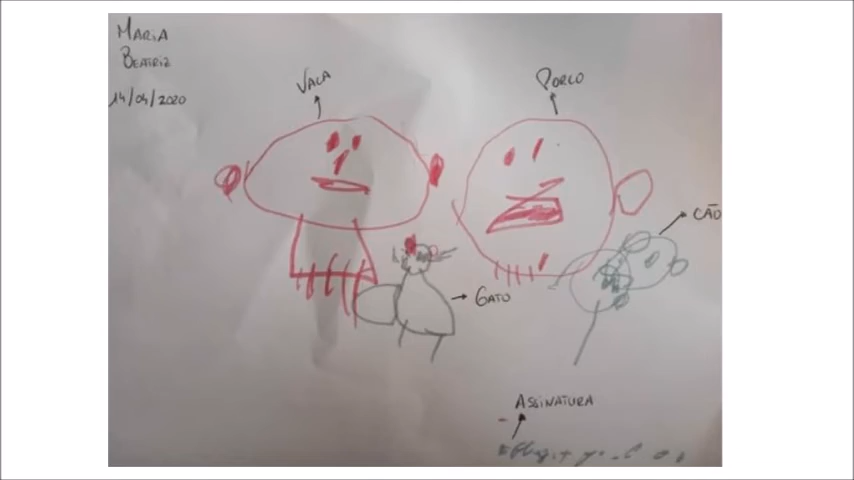 Maria
Beatriz
14/04/2020
Vaca
Porco
Cão
Gato
Assinatura